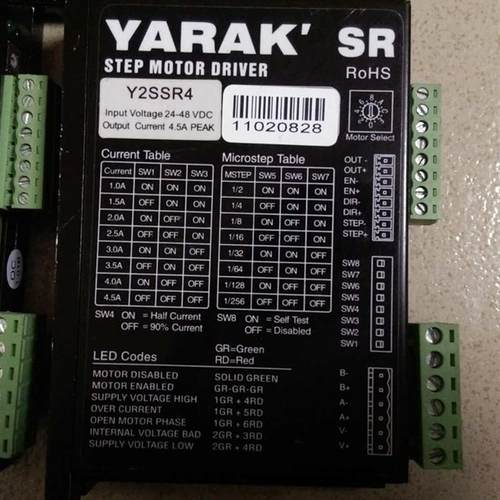 YARAK' SR
STEP MOTOR DRIVER
RoHS
Y2SSR4
Input Voltage 24-48 VDC
Output Current 4.5A PEAK
11020828
Motor Select
Current Table
Current SW1 SW2 SW3
1.0A ON ON ON
1.5A OFF ON ON
2.0A ON OFF ON
2.5A OFF OFF ON
3.0A ON ON OFF
3.5A OFF ON OFF
4.0A ON OFF OFF
4.5A OFF OFF OFF
SW4 ON = Half Current
OFF = 90% Current
Microstep Table
MSTEP SW5 SW6 SW7
1/2 ON ON ON
1/4 OFF ON ON
1/8 ON OFF ON
1/16 OFF OFF ON
1/32 ON ON OFF
1/64 OFF ON OFF
1/128 ON OFF OFF
1/256 OFF OFF OFF
SW8 ON = Self Test
OFF = Disabled
OUT -
OUT+
EN-
EN+
DIR-
DIR+
STEP-
STEP+
SW8
SW7
SW6
SW5
SW4
SW3
SW2
SW1
B-
B+
A-
A+
V-
V+
LED Codes
GR=Green
RD=Red
MOTOR DISABLED SOLID GREEN
MOTOR ENABLED GR-GR-GR
SUPPLY VOLTAGE HIGH 1GR + 4RD
OVER CURRENT 1GR + 5RD
OPEN MOTOR PHASE 1GR + 6RD
INTERNAL VOLTAGE BAD 2GR + 3RD
SUPPLY VOLTAGE LOW 2GR + 4RD